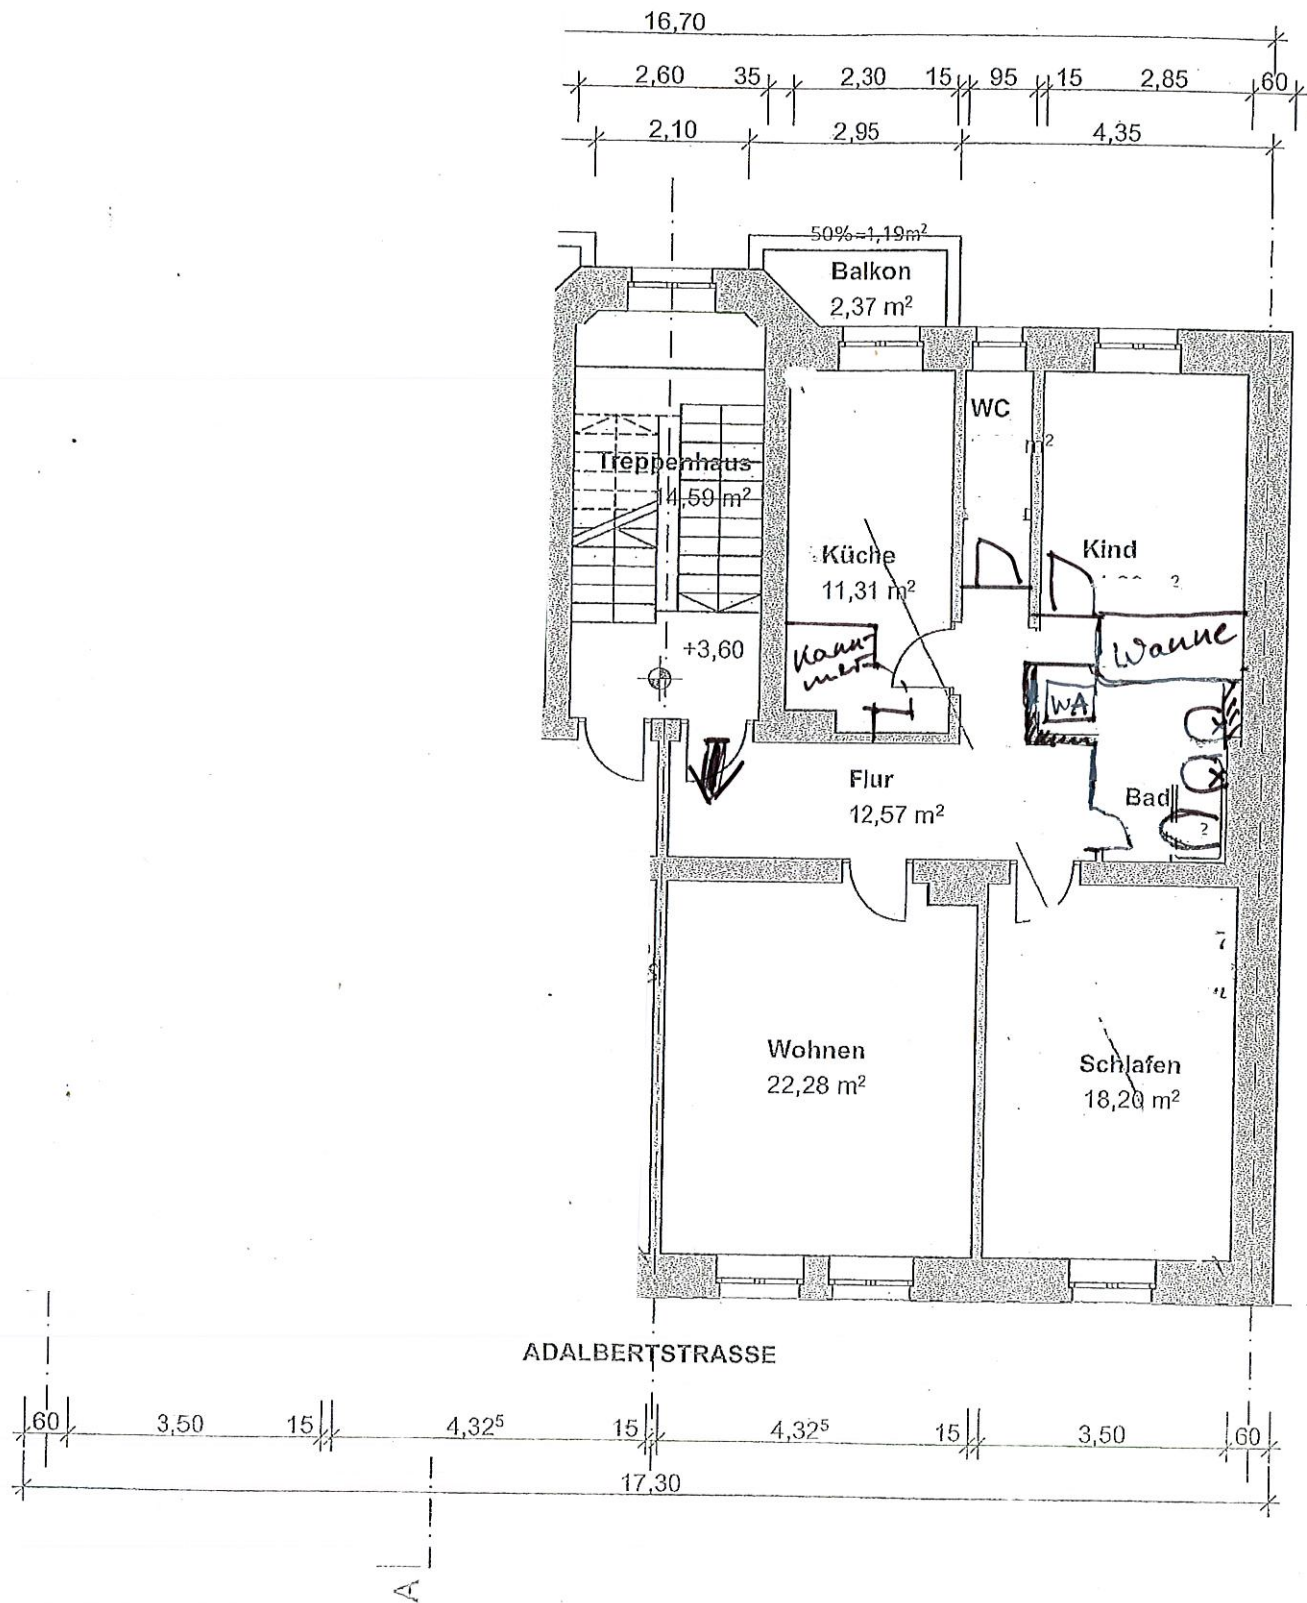 16,70
2,60 35 2,30 15 95 15 2,85 60
2,10 2,95 4,35
50%=1,19m²
Balkon
2,37 m²
WC
m²
Treppenhaus
14,59 m²
Küche
11,31 m²
Kind
Wanne
+3,60
WA
Flur
12,57 m²
Bad
?
Wohnen
22,28 m²
Schlafen
18,20 m²
ADALBERTSTRASSE
60 3,50 15 4,32⁵ 15 4,32⁵ 15 3,50 60
17,30
A